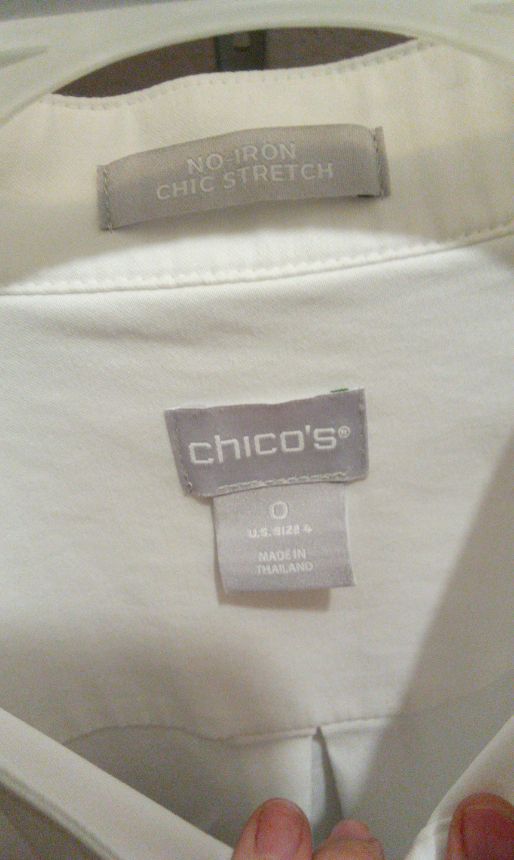 NO-IRON
CHIC STRETCH
chico's®
0
U.S. SIZE 4
MADE IN
THAILAND